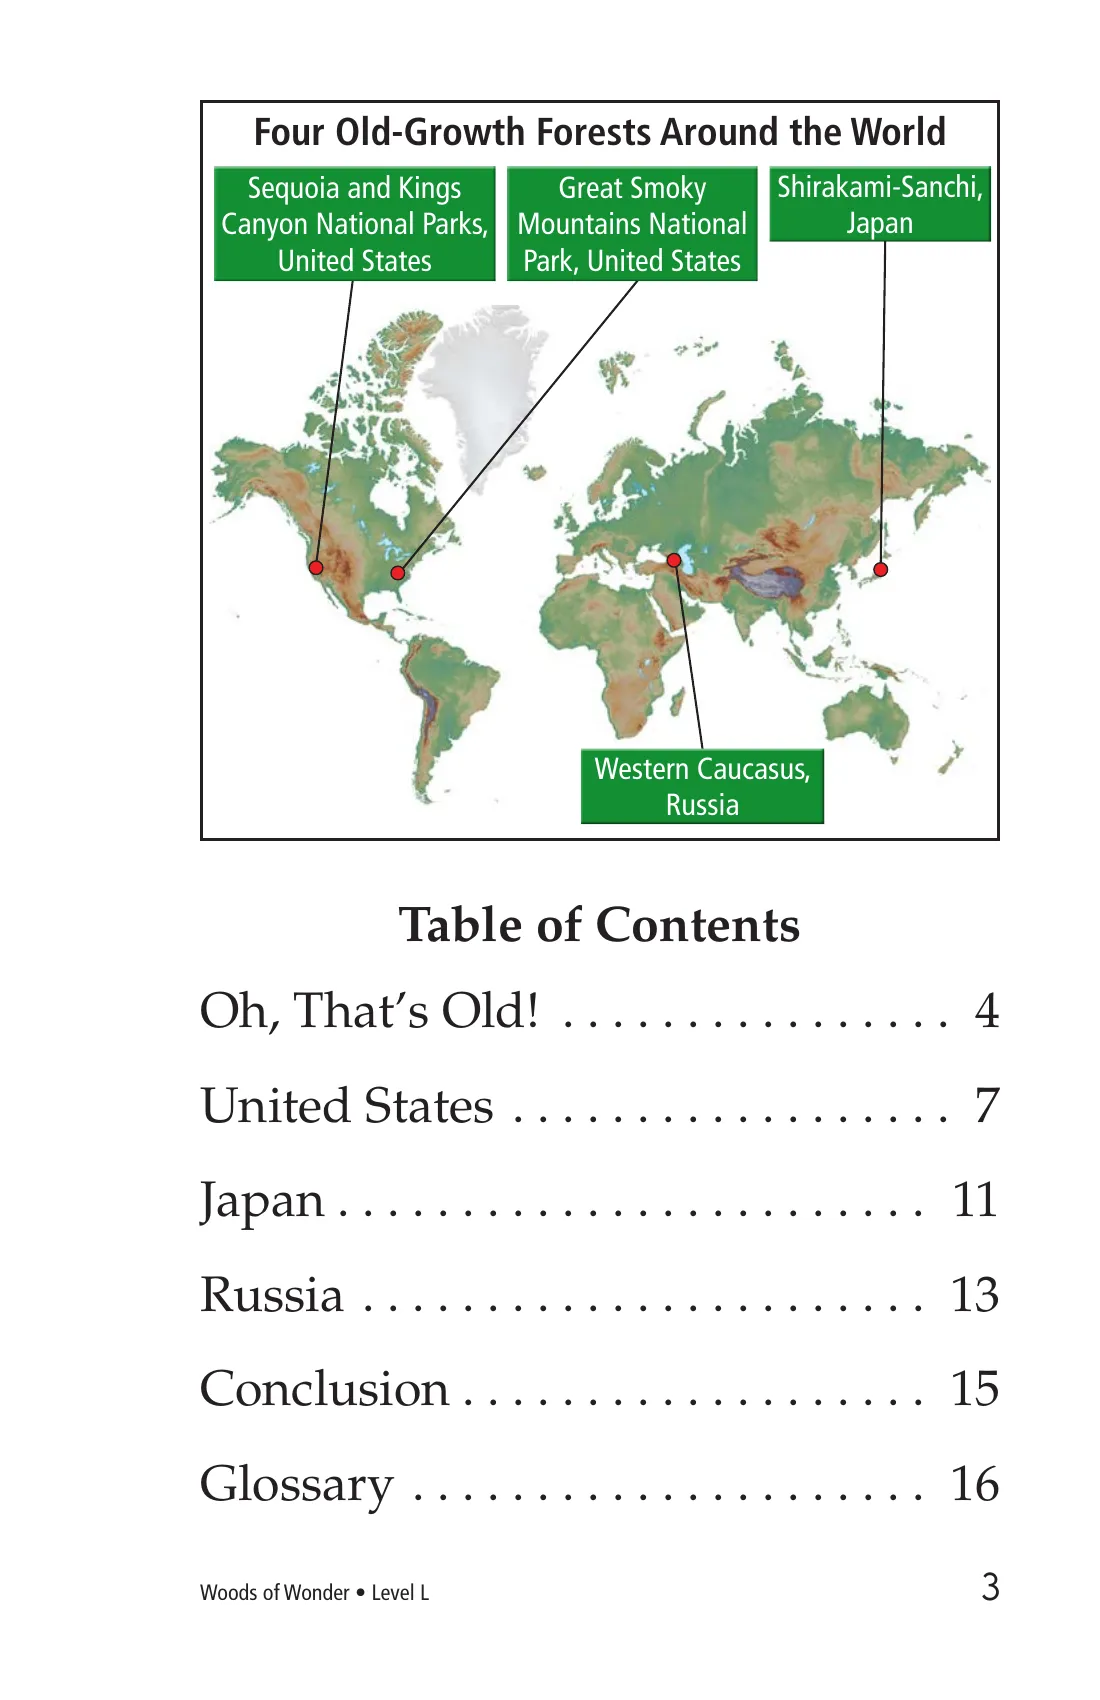 Four Old-Growth Forests Around the World
Sequoia and Kings
Canyon National Parks,
United States
Great Smoky
Mountains National
Park, United States
Shirakami-Sanchi,
Japan
Western Caucasus,
Russia
Table of Contents
Oh, That’s Old! . . . . . . . . . . . . . . . . 4
United States . . . . . . . . . . . . . . . . . . 7
Japan . . . . . . . . . . . . . . . . . . . . . . . . 11
Russia . . . . . . . . . . . . . . . . . . . . . . . 13
Conclusion . . . . . . . . . . . . . . . . . . . 15
Glossary . . . . . . . . . . . . . . . . . . . . . 16
Woods of Wonder • Level L
3